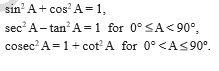 sin² A + cos² A = 1,
sec² A – tan² A = 1 for 0° ≤ A < 90°,
cosec² A = 1 + cot² A for 0° < A ≤ 90°.